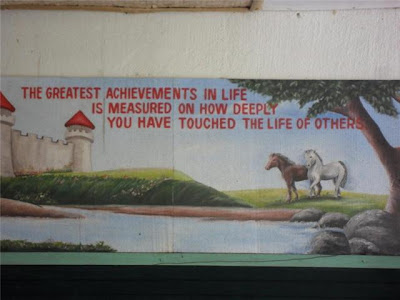 THE GREATEST ACHIEVEMENTS IN LIFE
IS MEASURED ON HOW DEEPLY
YOU HAVE TOUCHED THE LIFE OF OTHERS